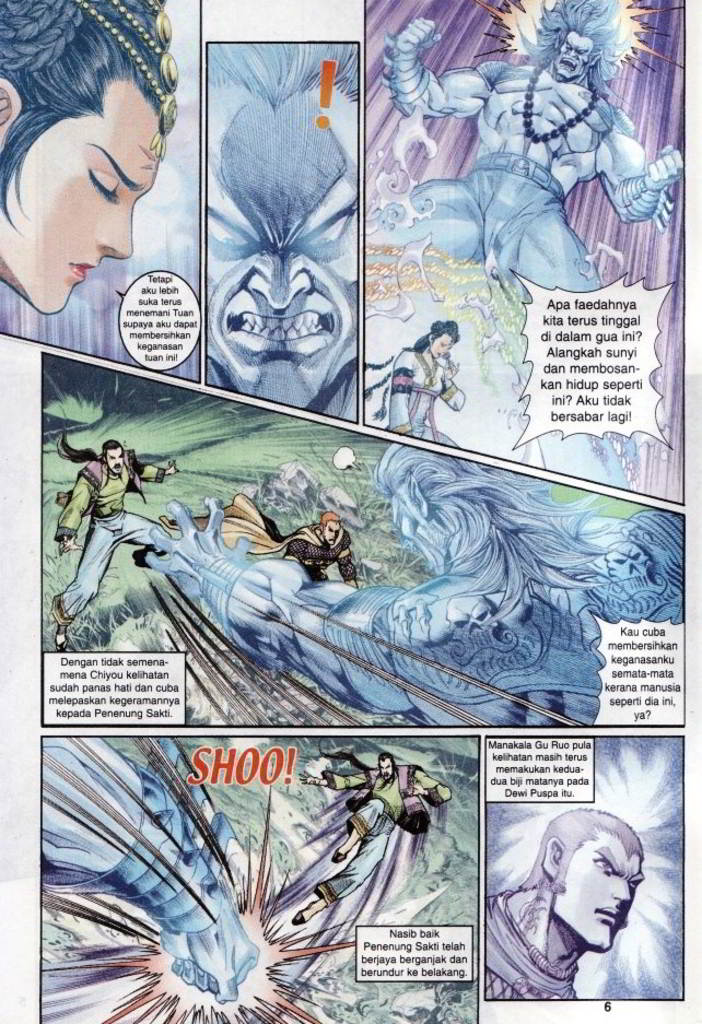 Tetapi
aku lebih
suka terus
menemani Tuan
supaya aku dapat
membersihkan
keganasan
tuan ini!
!
Apa faedahnya
kita terus tinggal
di dalam gua ini?
Alangkah sunyi
dan membosan-
kan hidup seperti
ini? Aku tidak
bersabar lagi!
Dengan tidak semena-
mena Chiyou kelihatan
sudah panas hati dan cuba
melepaskan kegeramannya
kepada Penenung Sakti.
Kau cuba
membersihkan
keganasanku
semata-mata
kerana manusia
seperti dia ini,
ya?
SHOO!
Nasib baik
Penenung Sakti telah
berjaya berganjak dan
berundur ke belakang.
Manakala Gu Ruo pula
kelihatan masih terus
memakukan kedua-
dua biji matanya pada
Dewi Puspa itu.
6